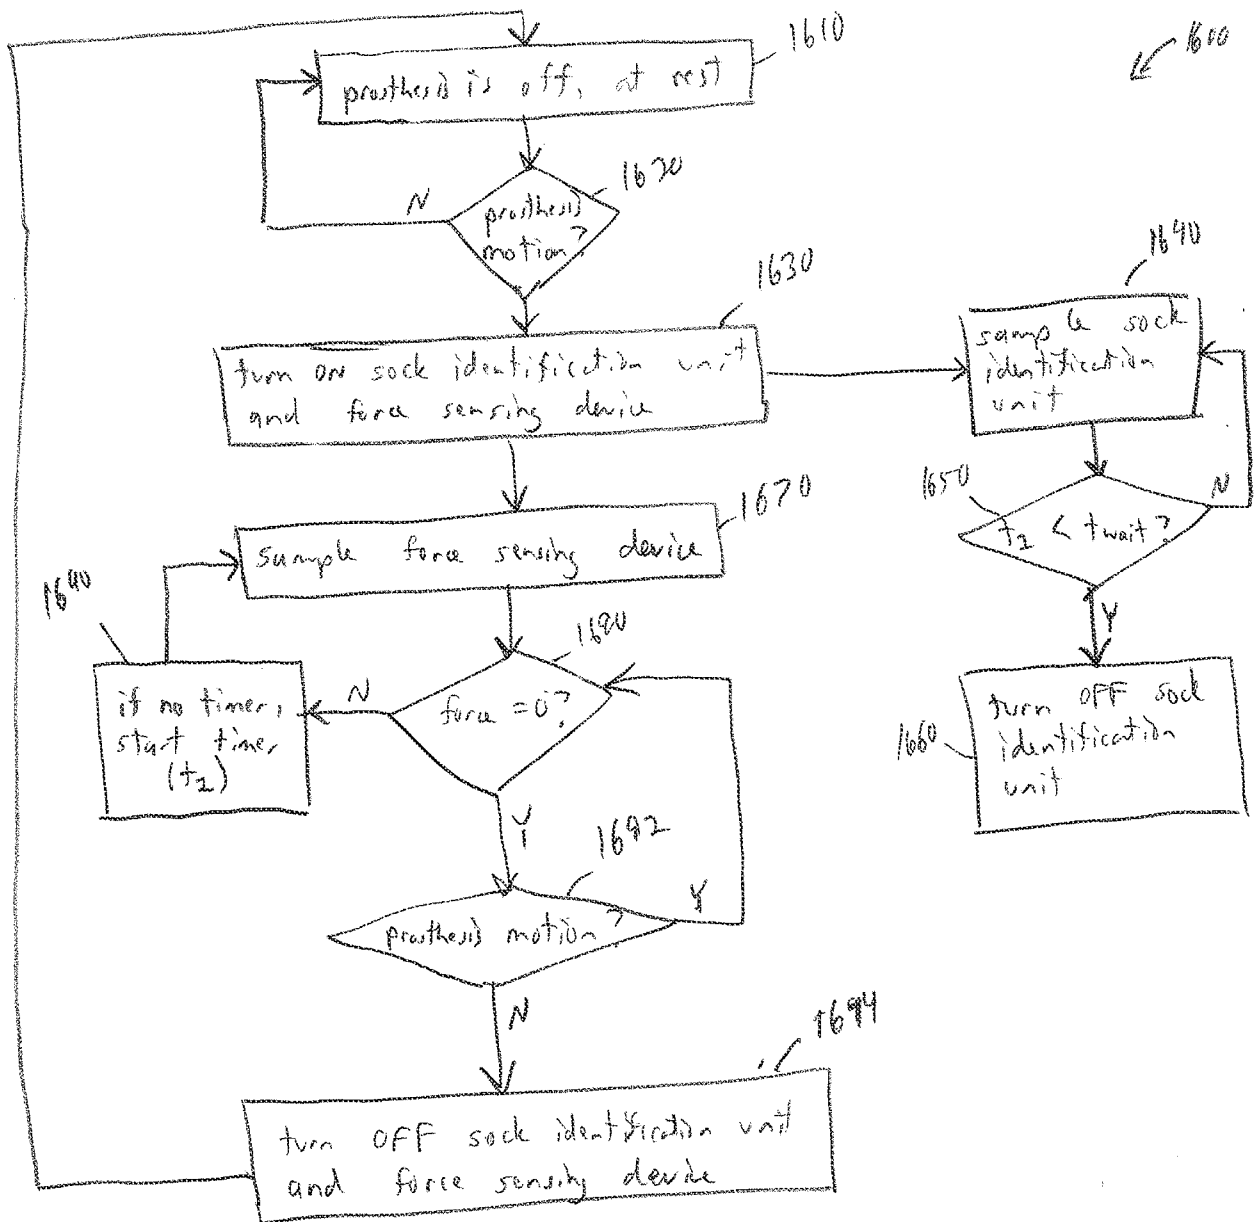 1610
1600
prosthesis is off, at rest
1620
N
prosthesis
motion?
1630
1640
turn ON sock identification unit
and force sensing device
sample sock
identification
unit
1650
N
t1 < twait?
Y
1670
sample force sensing device
1690
1680
N
force = 0?
if no timer,
start timer
(t1)
turn OFF sock
identification
unit
1660
Y
1692
Y
prosthesis motion?
N
1694
turn OFF sock identification unit
and force sensing device